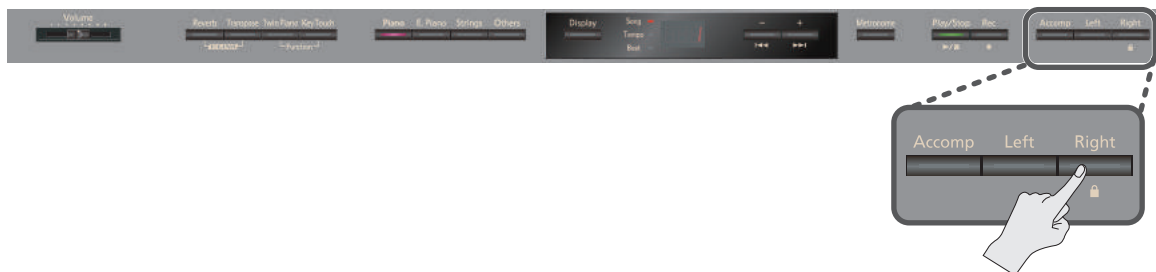 Volume
Reverb Transpose Twin Piano Key Touch
Function
Piano E. Piano Strings Others
Display
Song
Tempo
Beat
1
- +
Metronome
Play/Stop Rec
Accomp Left Right
Accomp Left Right